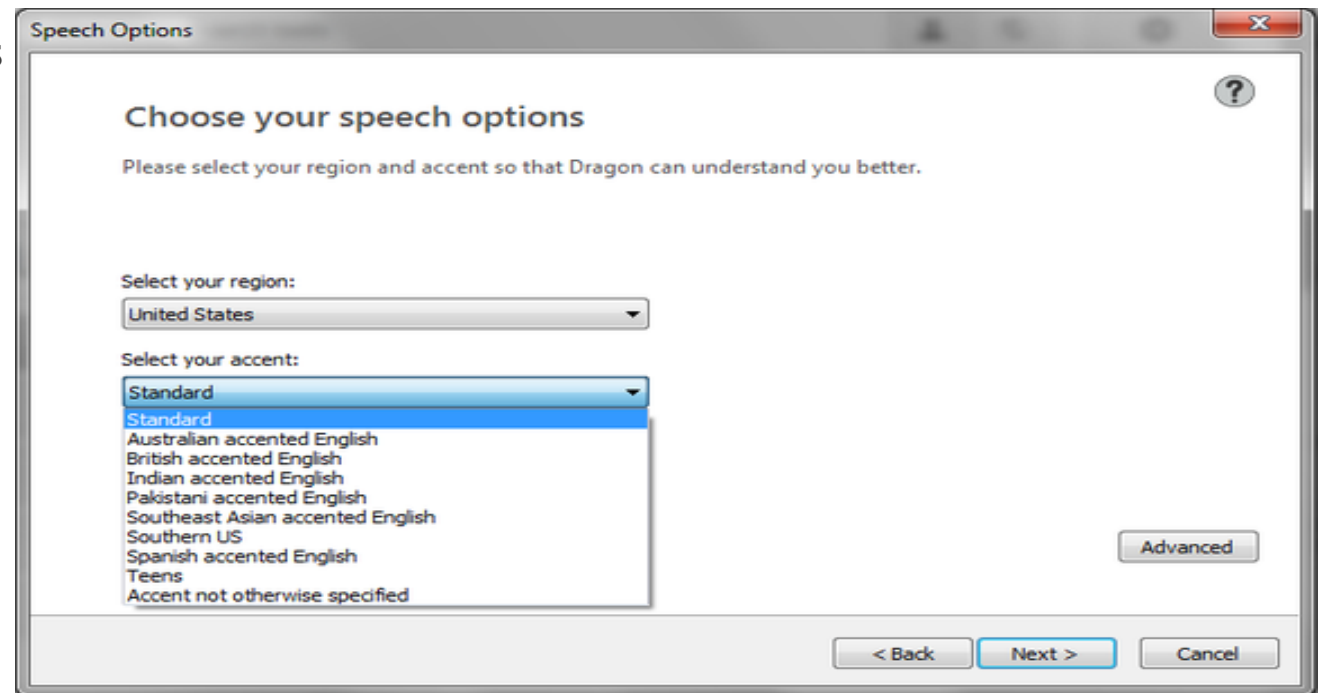 Speech Options
Choose your speech options
Please select your region and accent so that Dragon can understand you better.
Select your region:
United States
Select your accent:
Standard
Standard
Australian accented English
British accented English
Indian accented English
Pakistani accented English
Southeast Asian accented English
Southern US
Spanish accented English
Teens
Accent not otherwise specified
Advanced
< Back Next > Cancel